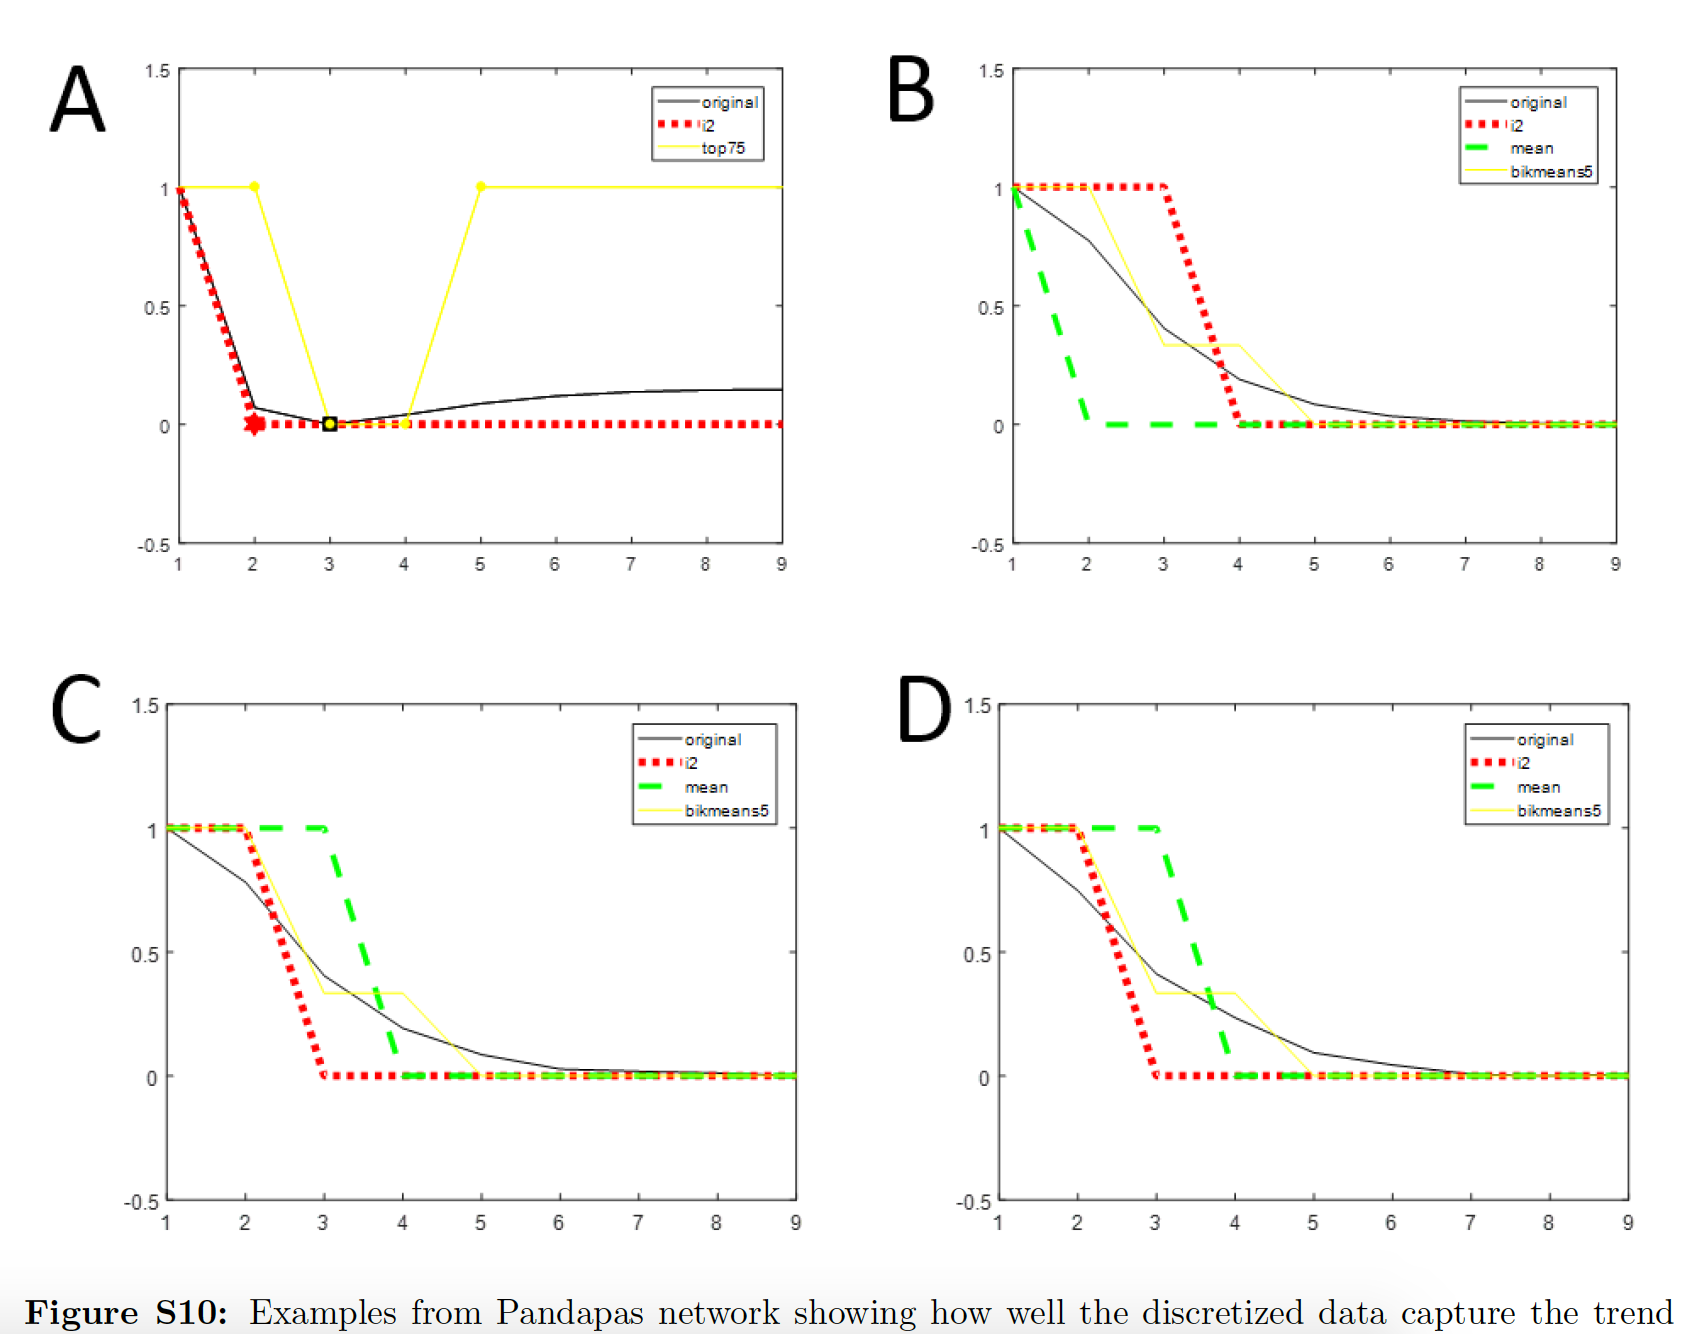 A
1.5
1
0.5
0
-0.5
1 2 3 4 5 6 7 8 9
original
i2
top75
B
1.5
1
0.5
0
-0.5
1 2 3 4 5 6 7 8 9
original
i2
mean
bikmeans5
C
1.5
1
0.5
0
-0.5
1 2 3 4 5 6 7 8 9
original
i2
mean
bikmeans5
D
1.5
1
0.5
0
-0.5
1 2 3 4 5 6 7 8 9
original
i2
mean
bikmeans5
Figure S10: Examples from Pandapas network showing how well the discretized data capture the trend